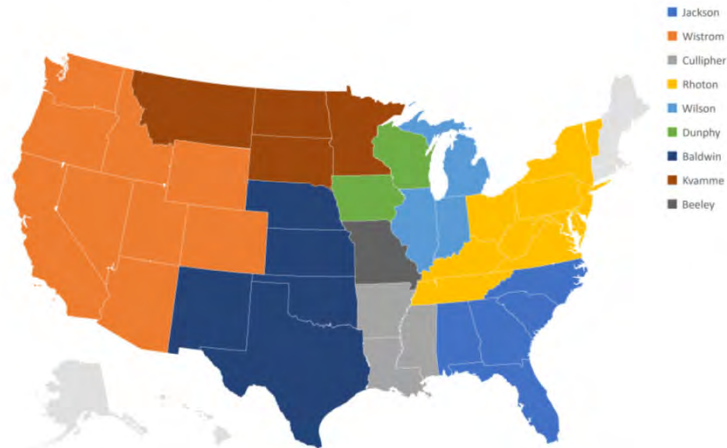 Jackson
Wistrom
Cullipher
Rhoton
Wilson
Dunphy
Baldwin
Kvamme
Beeley